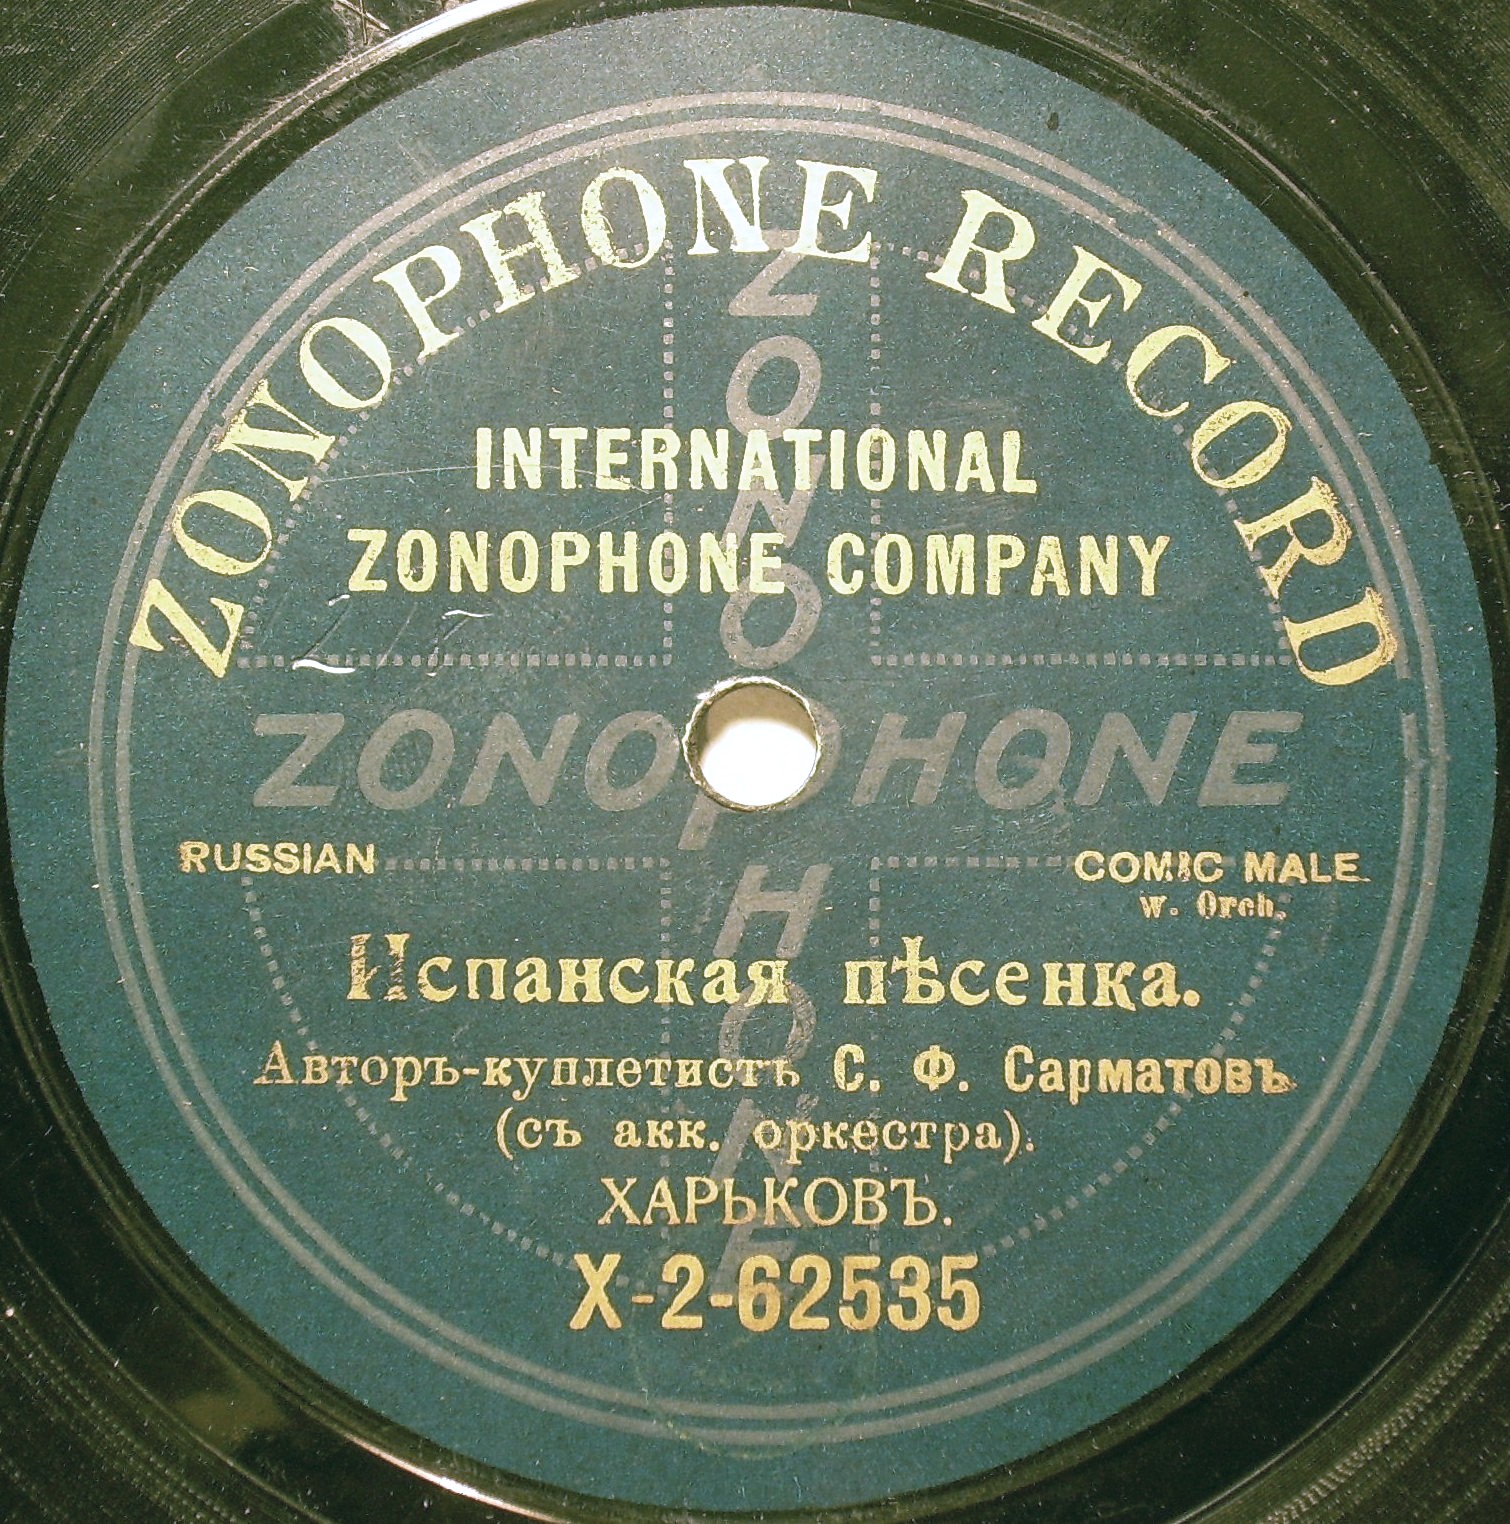 ZONOPHONE RECORD
INTERNATIONAL
ZONOPHONE COMPANY
ZONOPHONE
ZONOPHONE
RUSSIAN
COMIC MALE
w. Orch.
Испанская пѣсенка.
Авторъ-куплетистъ С. Ф. Сарматовъ
(съ акк. оркестра).
ХАРЬКОВЪ.
X-2-62535